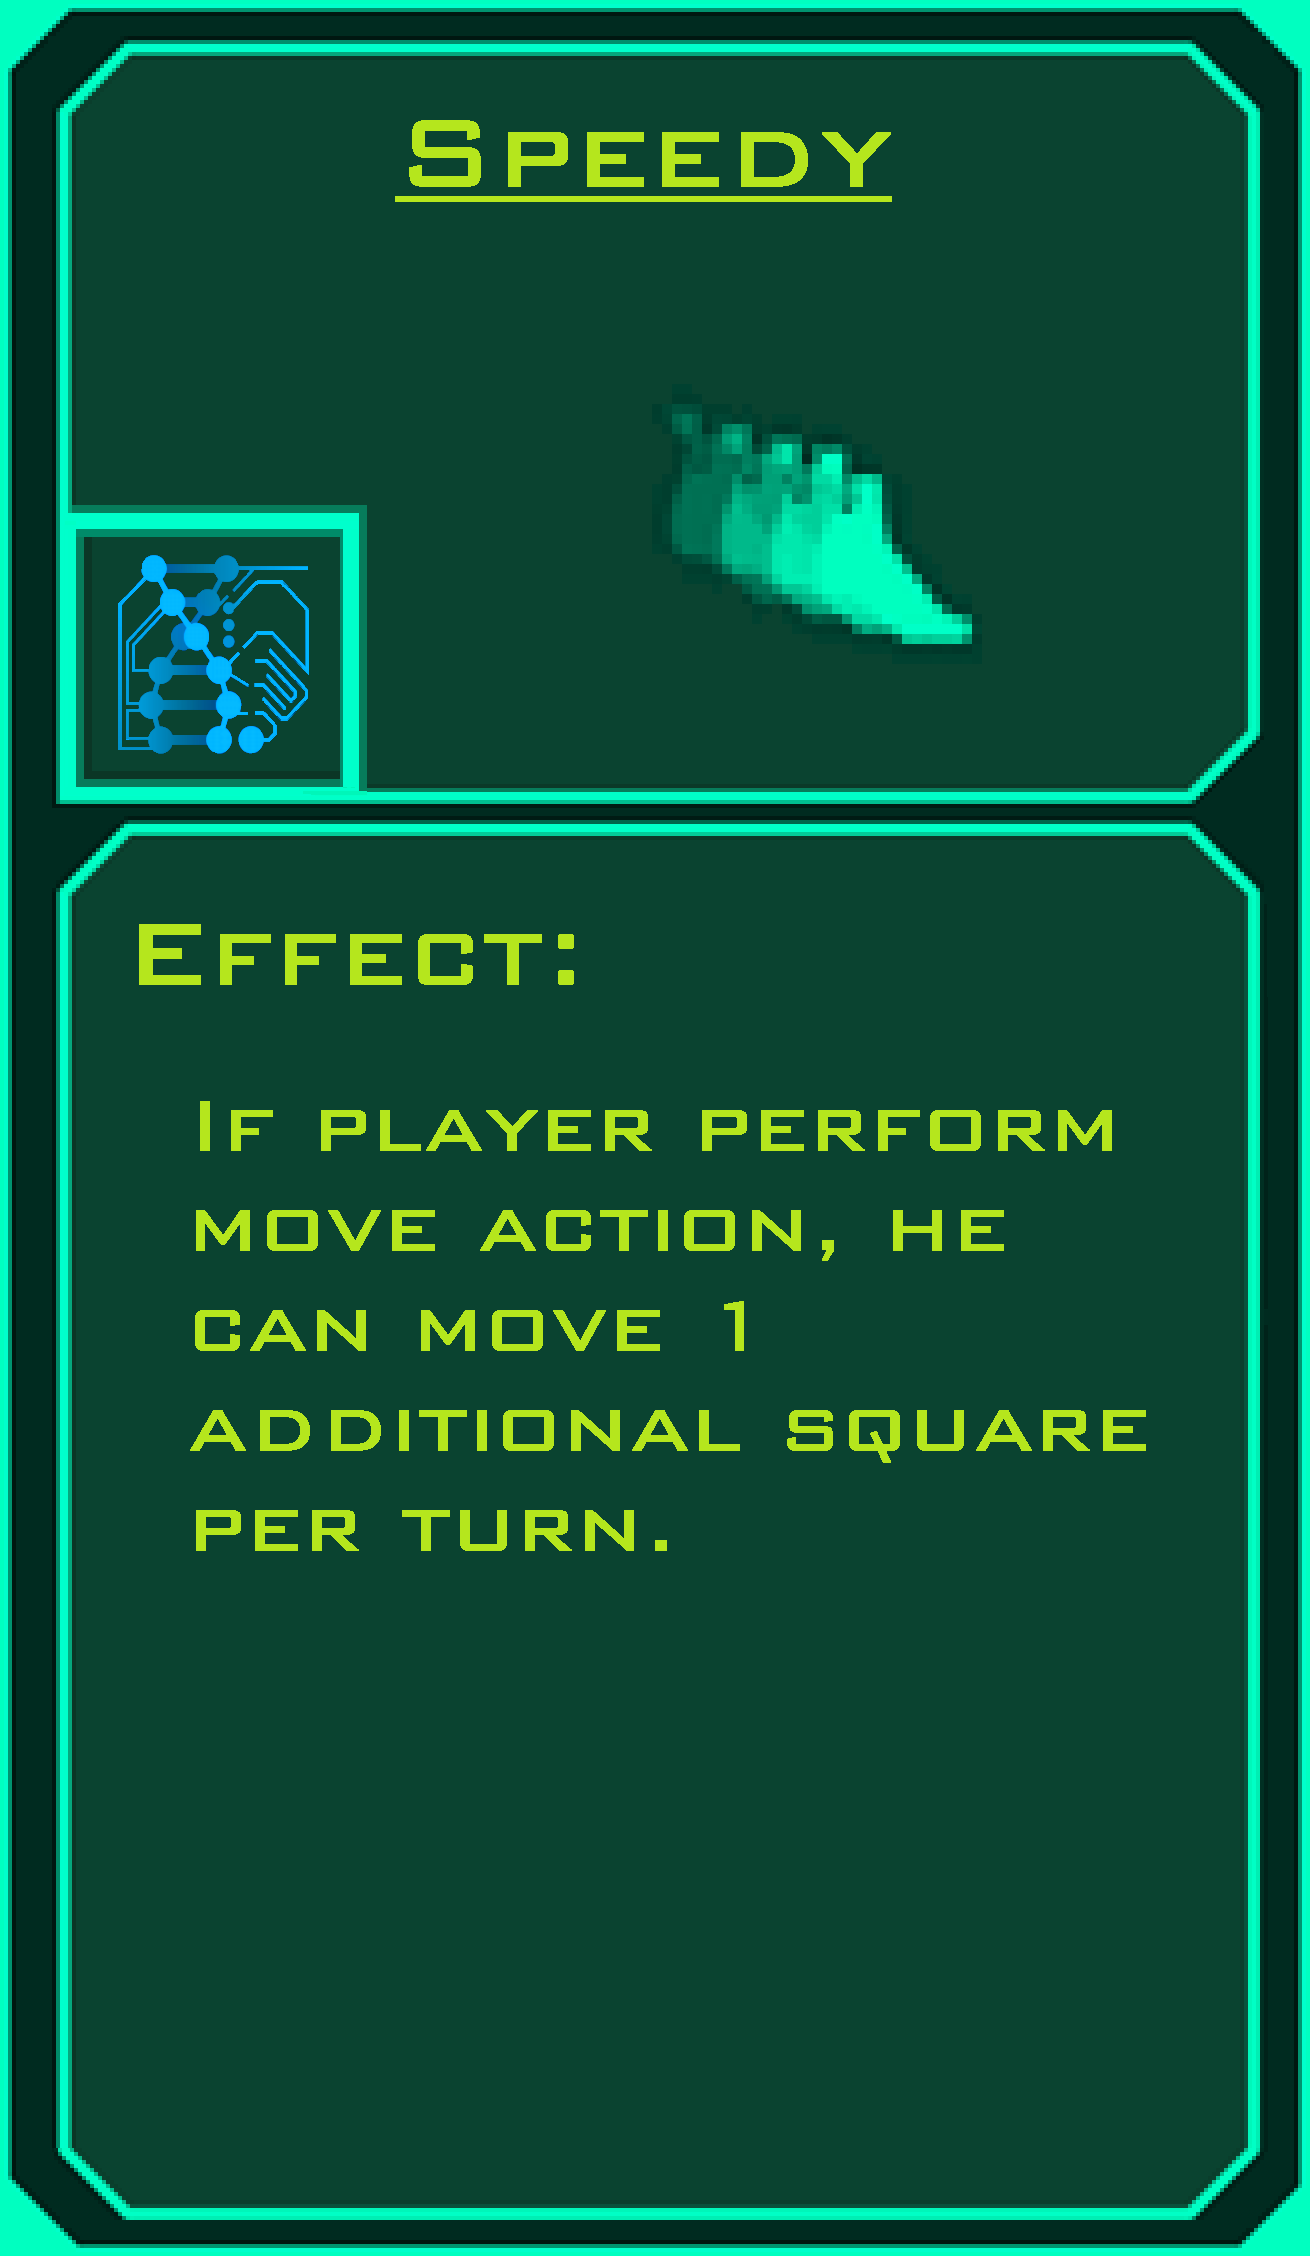 Speedy
Effect:
If player perform
move action, he
can move 1
additional square
per turn.